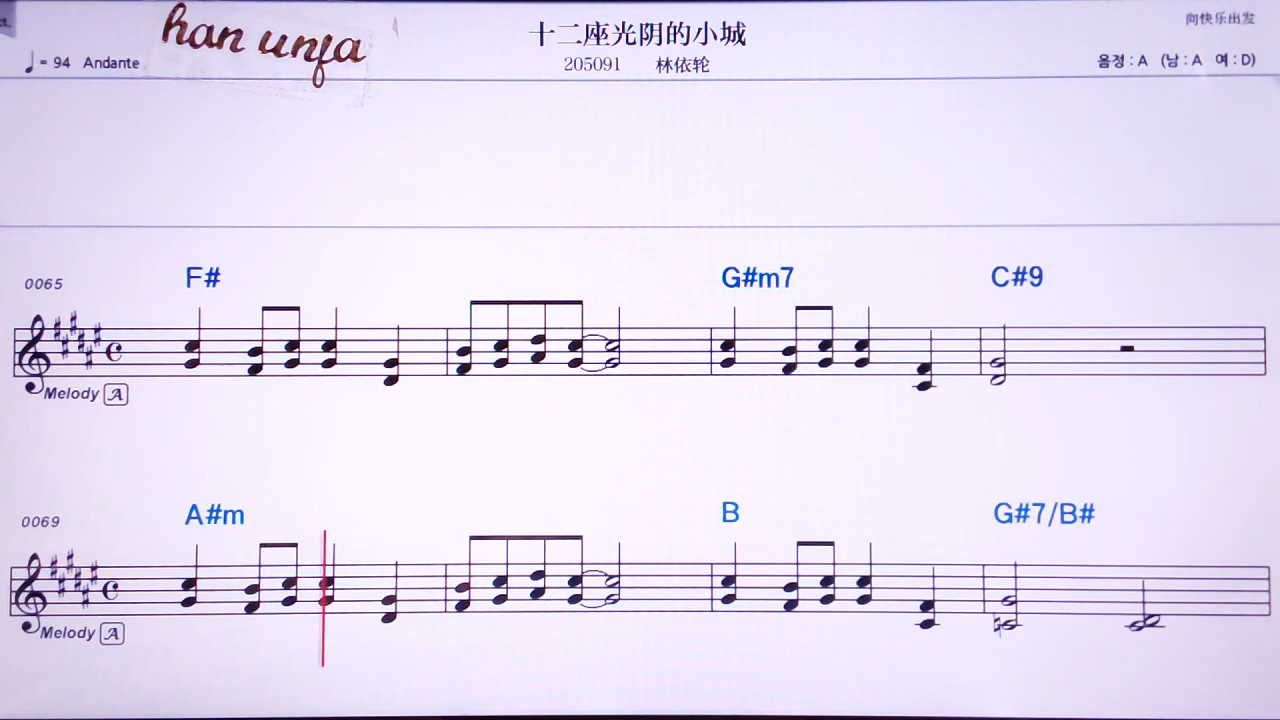 han unfa
十二座光阴的小城
向快乐出发
♩= 94 Andante
205091 林依轮
음정 : A (남 : A 여 : D)
0065
F# G#m7 C#9
Melody A
0069
A#m B G#7/B#
Melody A